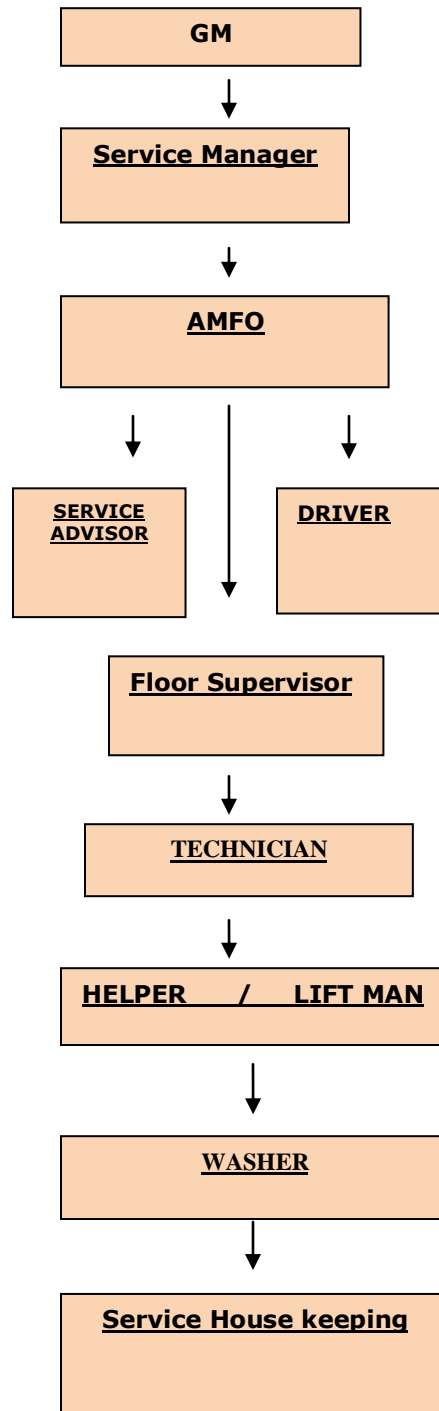 GM
Service Manager
AMFO
SERVICE
ADVISOR
DRIVER
Floor Supervisor
TECHNICIAN
HELPER / LIFT MAN
WASHER
Service House keeping